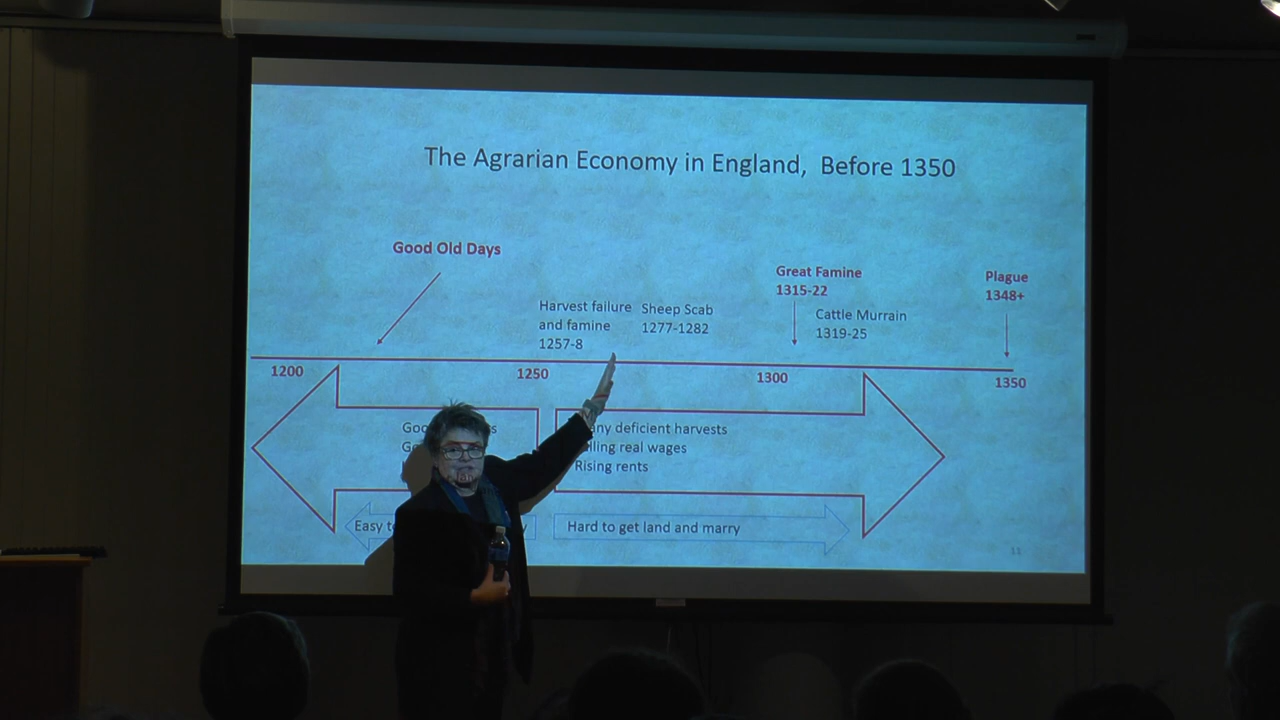 The Agrarian Economy in England, Before 1350
Good Old Days
Harvest failure
and famine
1257-8
Sheep Scab
1277-1282
Great Famine
1315-22
Cattle Murrain
1319-25
Plague
1348+
1200
1250
1300
1350
deficient harvests
real wages
Rising rents
Easy
Hard to get land and marry
11